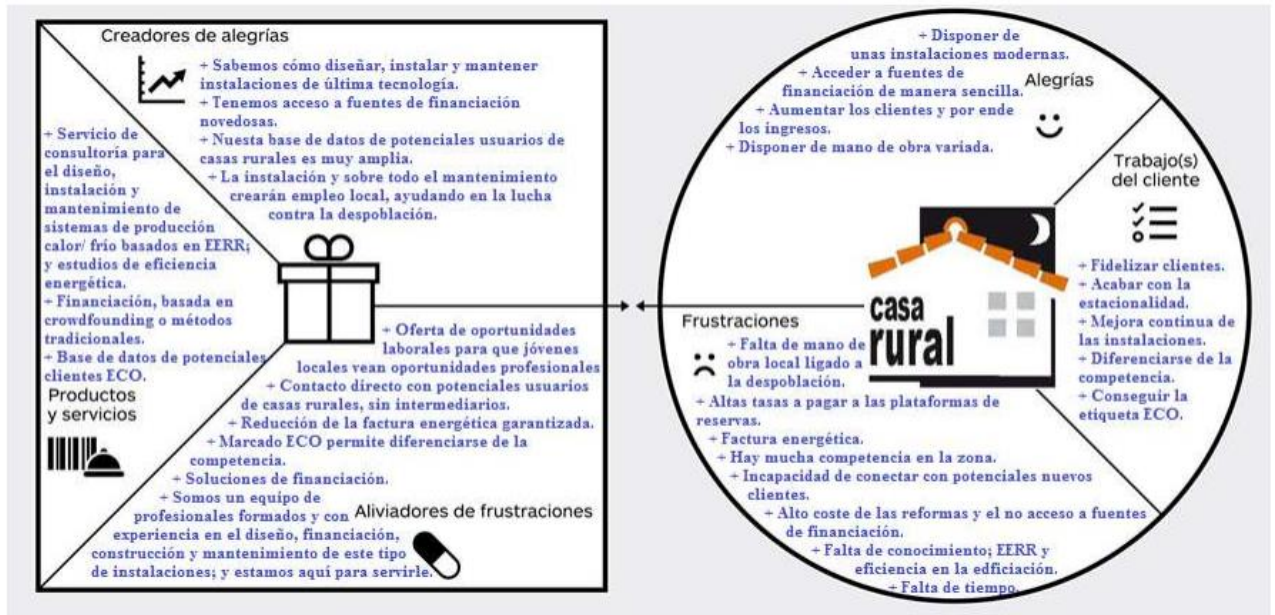 Creadores de alegrías
+ Sabemos cómo diseñar, instalar y mantener
instalaciones de última tecnología.
+ Tenemos acceso a fuentes de financiación
novedosas.
+ Nuesta base de datos de potenciales usuarios de
casas rurales es muy amplia.
+ La instalación y sobre todo el mantenimiento
crearán empleo local, ayudando en la lucha
contra la despoblación.
+ Servicio de
consultoría para
el diseño,
instalación y
mantenimiento de
sistemas de producción
calor/ frío basados en EERR;
y estudios de eficiencia
energética.
+ Financiación, basada en
crowdfounding o métodos
tradicionales.
+ Base de datos de potenciales
clientes ECO.
Productos
y servicios
+ Oferta de oportunidades
laborales para que jóvenes
locales vean oportunidades profesionales
+ Contacto directo con potenciales usuarios
de casas rurales, sin intermediarios.
+ Reducción de la factura energética garantizada.
+ Marcado ECO permite diferenciarse de la
competencia.
+ Soluciones de financiación.
+ Somos un equipo de
profesionales formados y con
experiencia en el diseño, financiación,
construcción y mantenimiento de este tipo
de instalaciones; y estamos aquí para servirle.
Aliviadores de frustraciones
+ Disponer de
unas instalaciones modernas.
+ Acceder a fuentes de
financiación de manera sencilla.
+ Aumentar los clientes y por ende
los ingresos.
+ Disponer de mano de obra variada.
Alegrías
Trabajo(s)
del cliente
+ Fidelizar clientes.
+ Acabar con la
estacionalidad.
+ Mejora continua de
las instalaciones.
+ Diferenciarse de la
competencia.
+ Conseguir la
etiqueta ECO.
casa
rural
Frustraciones
+ Falta de mano de
obra local ligado a
la despoblación.
+ Altas tasas a pagar a las plataformas de
reservas.
+ Factura energética.
+ Hay mucha competencia en la zona.
+ Incapacidad de conectar con potenciales nuevos
clientes.
+ Alto coste de las reformas y el no acceso a fuentes
de financiación.
+ Falta de conocimiento; EERR y
eficiencia en la edficiación.
+ Falta de tiempo.